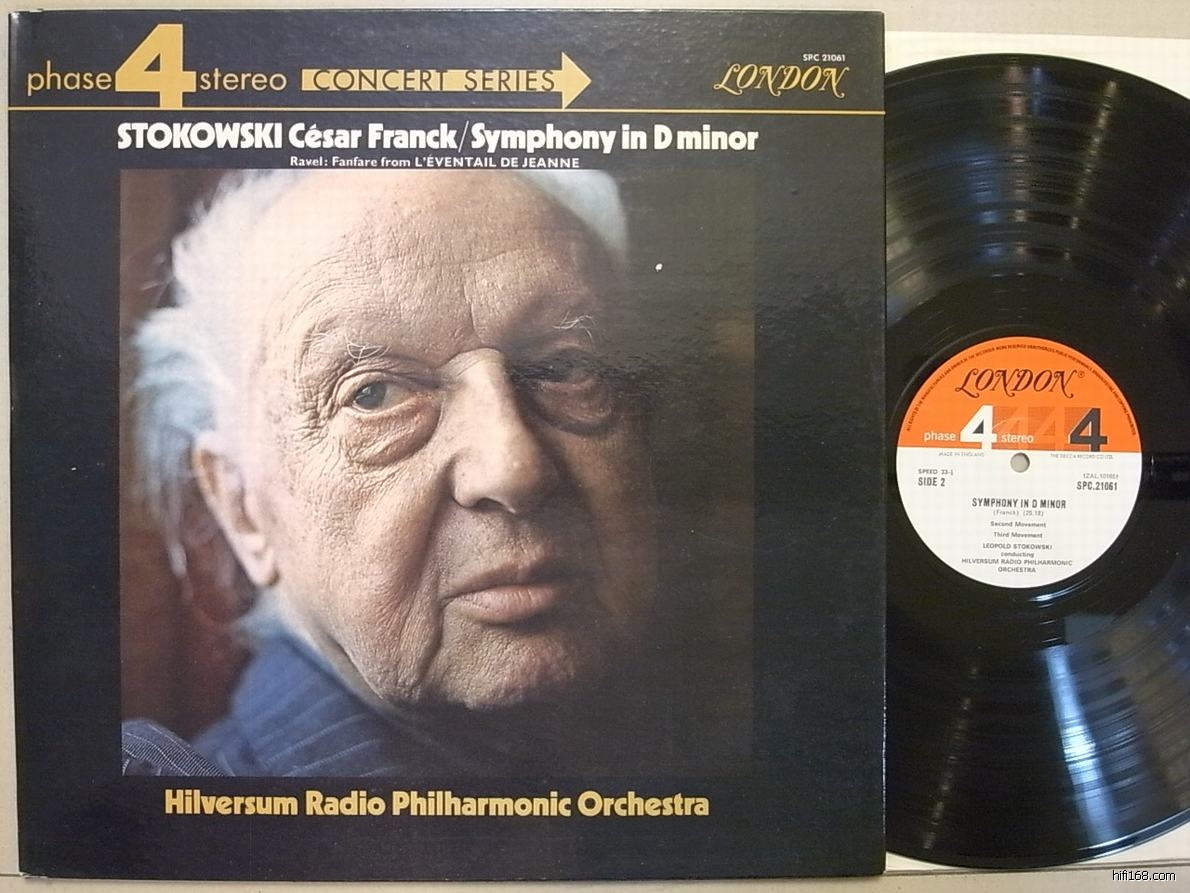 phase 4 stereo CONCERT SERIES
SPC 21061
LONDON
STOKOWSKI César Franck/Symphony in D minor
Ravel: Fanfare from L'ÉVENTAIL DE JEANNE
Hilversum Radio Philharmonic Orchestra
LONDON®
phase 4 stereo 4
MADE IN ENGLAND
THE DECCA RECORD CO LTD.
SPEED 33⅓
SIDE 2
SPC.21061
SYMPHONY IN D MINOR
(Franck) (25.18)
Second Movement
Third Movement
LEOPOLD STOKOWSKI
conducting
HILVERSUM RADIO PHILHARMONIC
ORCHESTRA
hifi168.com